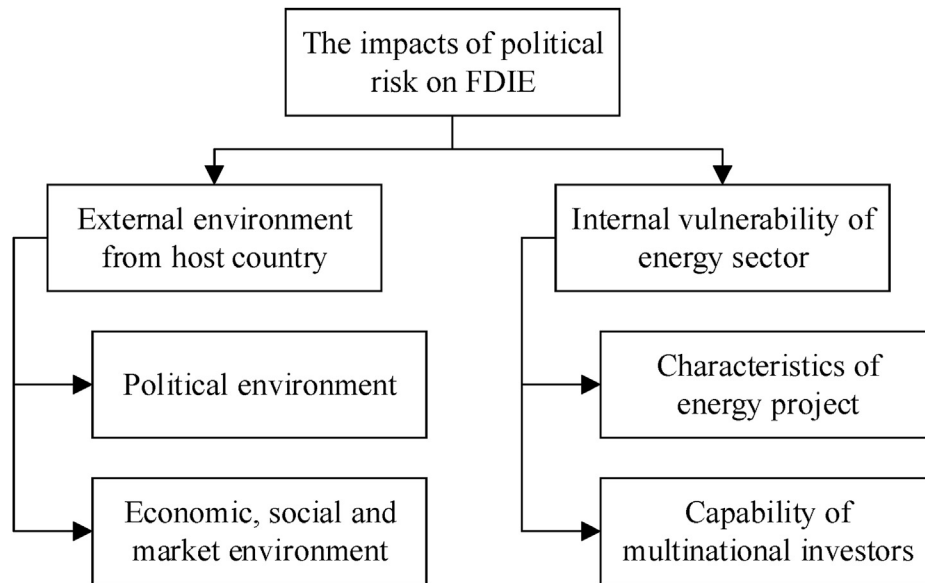 The impacts of political
risk on FDIE
External environment
from host country
Internal vulnerability of
energy sector
Political environment
Characteristics of
energy project
Economic, social and
market environment
Capability of
multinational investors